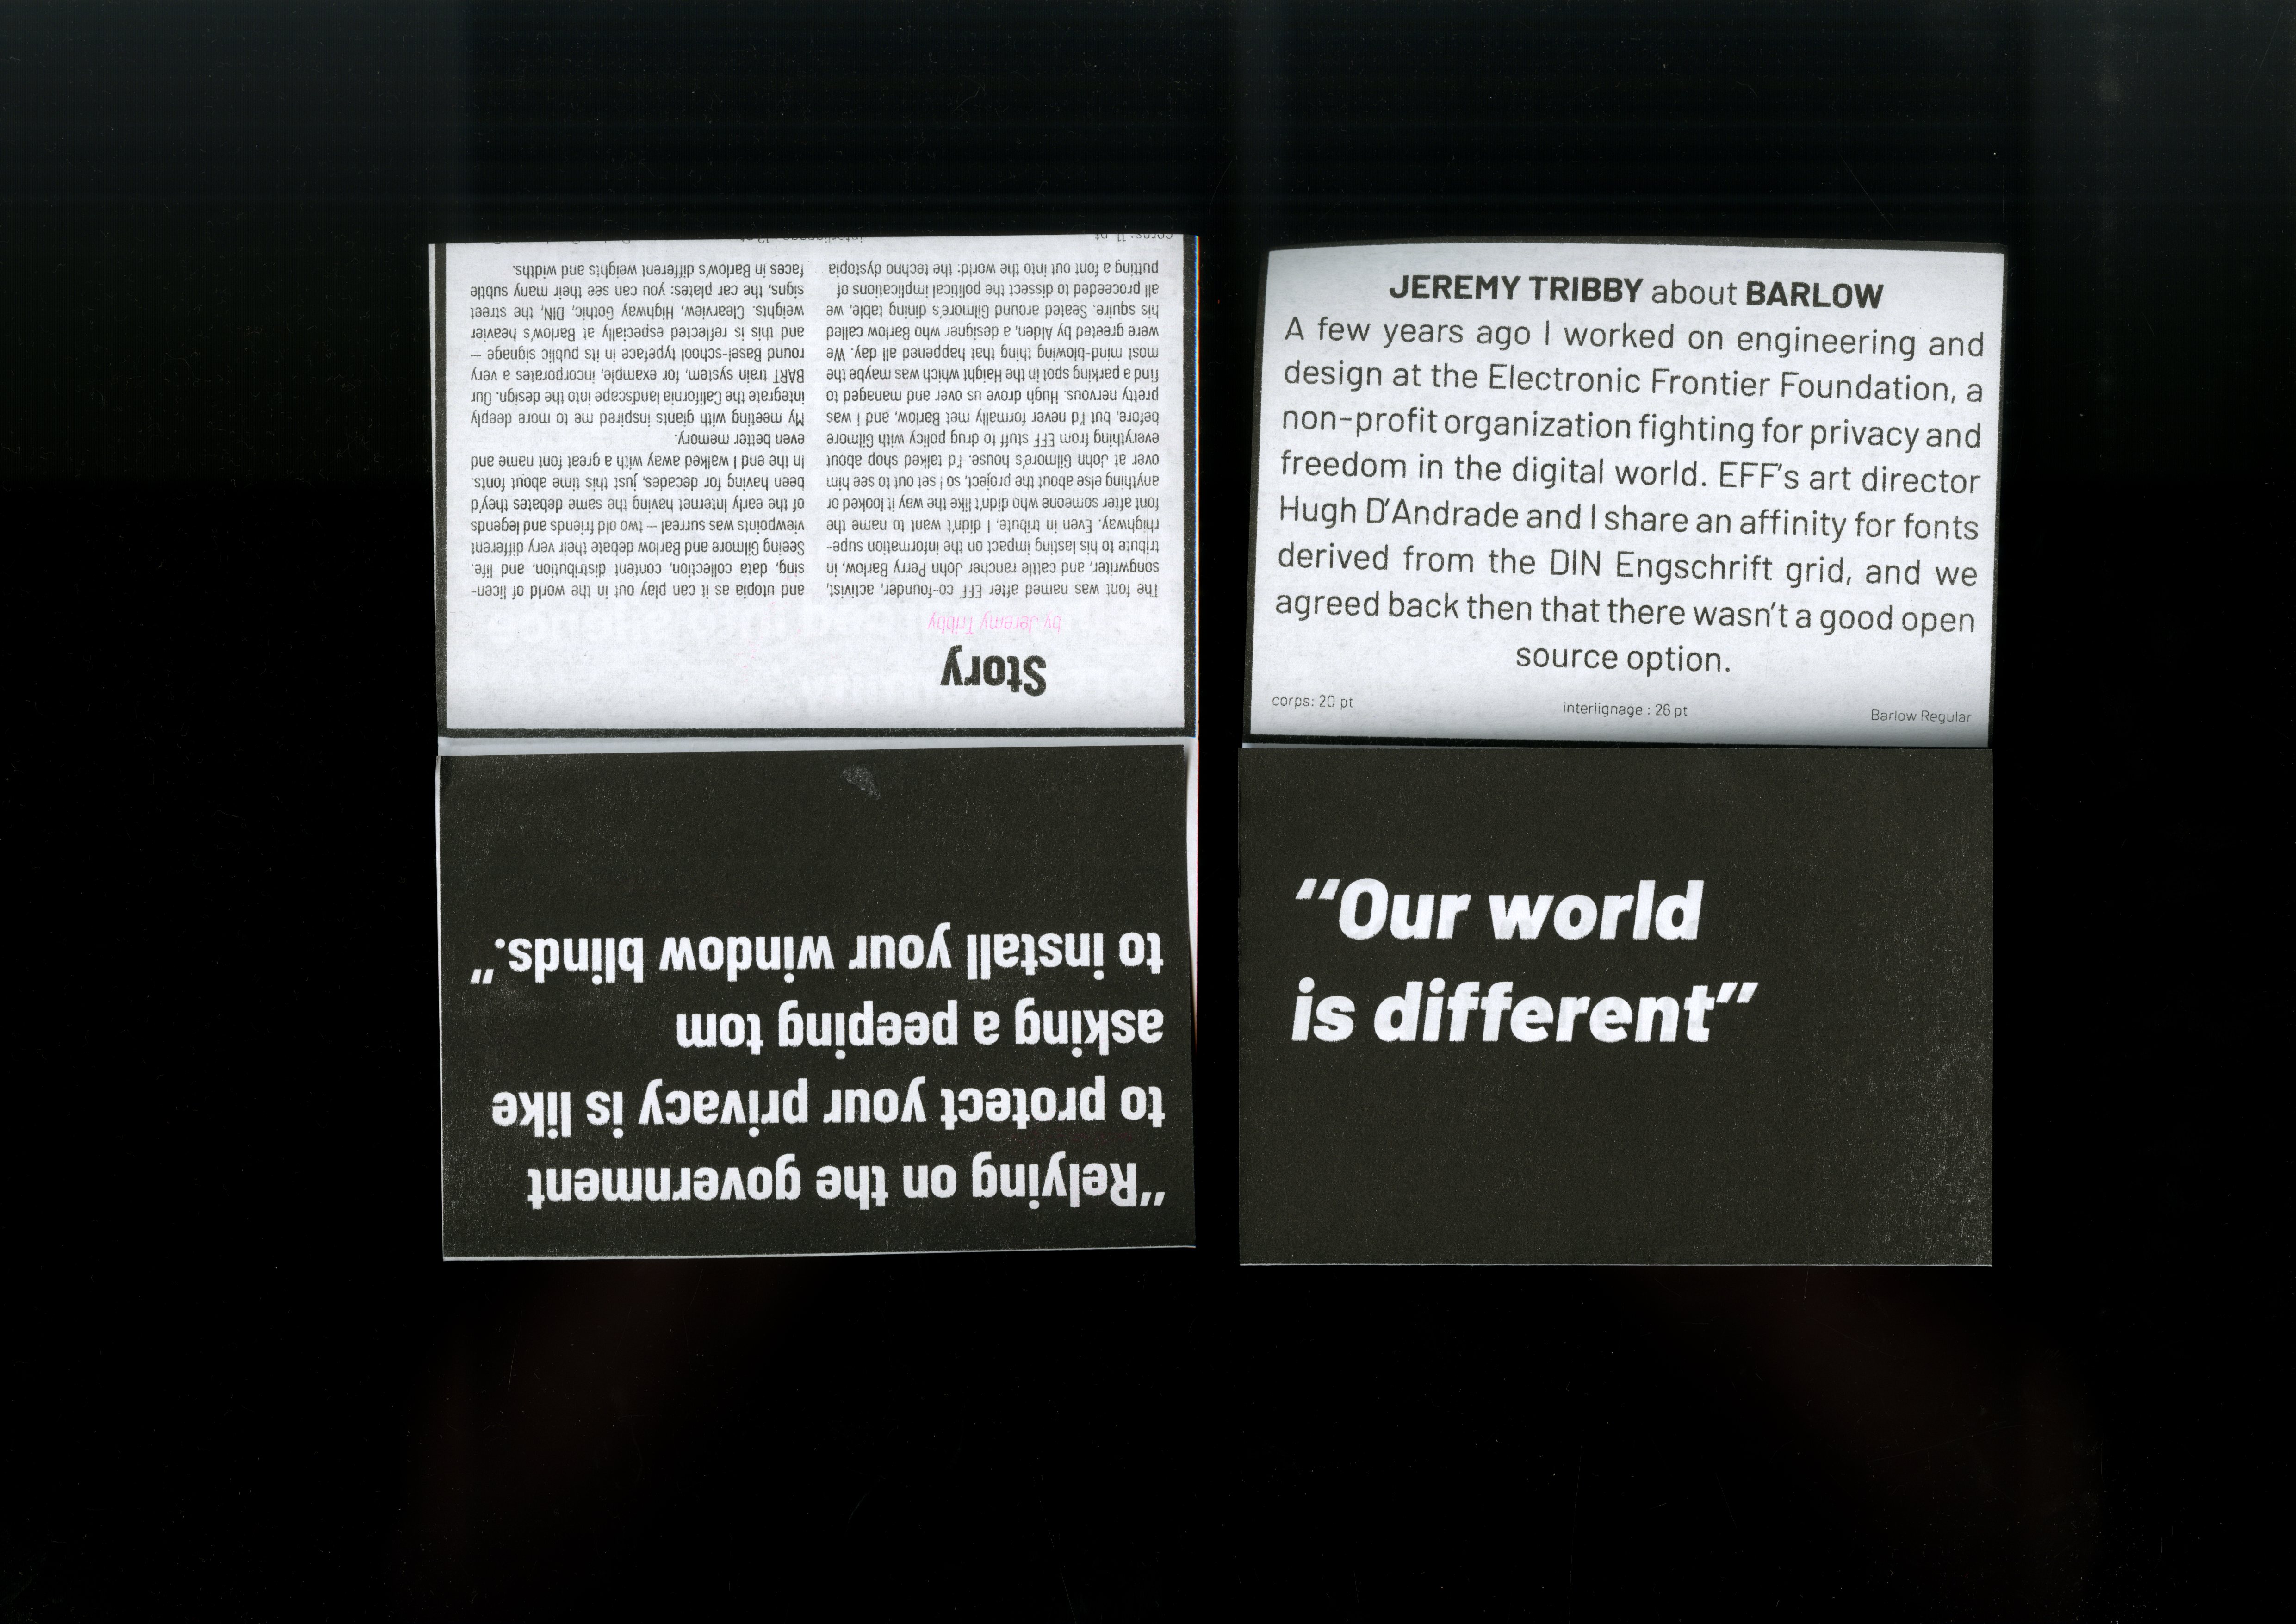 “Relying on the government
to protect your privacy is like
asking a peeping tom
to install your window blinds.”
Story
by Jeremy Tribby
The font was named after EFF co-founder, activist,
songwriter, and cattle rancher John Perry Barlow, in
tribute to his lasting impact on the information supe-
rhighway. Even in tribute, I didn't want to name the
font after someone who didn't like the way it looked or
anything else about the project, so I set out to see him
over at John Gilmore's house. I'd talked shop about
everything from EFF stuff to drug policy with Gilmore
before, but I'd never formally met Barlow, and I was
pretty nervous. Hugh drove us over and managed to
find a parking spot in the Haight which was maybe the
most mind-blowing thing that happened all day. We
were greeted by Alden, a designer who Barlow called
his squire. Seated around Gilmore's dining table, we
all proceeded to dissect the political implications of
putting a font out into the world: the techno dystopia
and utopia as it can play out in the world of licen-
sing, data collection, content distribution, and life.
Seeing Gilmore and Barlow debate their very different
viewpoints was surreal — two old friends and legends
of the early Internet having the same debates they'd
been having for decades, just this time about fonts.
In the end I walked away with a great font name and
even better memory.
My meeting with giants inspired me to more deeply
integrate the California landscape into the design. Our
BART train system, for example, incorporates a very
round Basel-school typeface in its public signage —
and this is reflected especially at Barlow's heavier
weights. Clearview, Highway Gothic, DIN, the street
signs, the car plates: you can see their many subtle
faces in Barlow's different weights and widths.
corps: 11 pt
JEREMY TRIBBY about BARLOW
A few years ago I worked on engineering and
design at the Electronic Frontier Foundation, a
non-profit organization fighting for privacy and
freedom in the digital world. EFF's art director
Hugh D'Andrade and I share an affinity for fonts
derived from the DIN Engschrift grid, and we
agreed back then that there wasn't a good open
source option.
corps: 20 pt
interiignage : 26 pt
Barlow Regular
“Our world
is different”